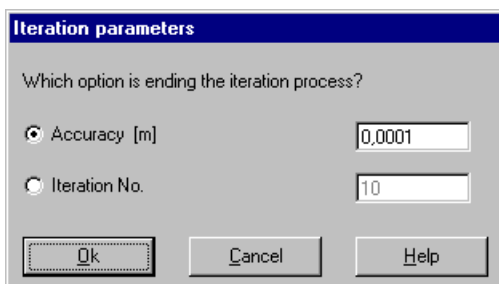 Iteration parameters
Which option is ending the iteration process?
Accuracy [m] 0,0001
Iteration No. 10
Ok Cancel Help